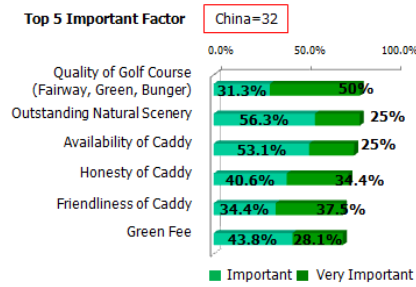 Top 5 Important Factor
China=32
0.0% 50.0% 100.0%
Quality of Golf Course
(Fairway, Green, Bunger)
31.3% 50%
Outstanding Natural Scenery
56.3% 25%
Availability of Caddy
53.1% 25%
Honesty of Caddy
40.6% 34.4%
Friendliness of Caddy
34.4% 37.5%
Green Fee
43.8% 28.1%
Important Very Important